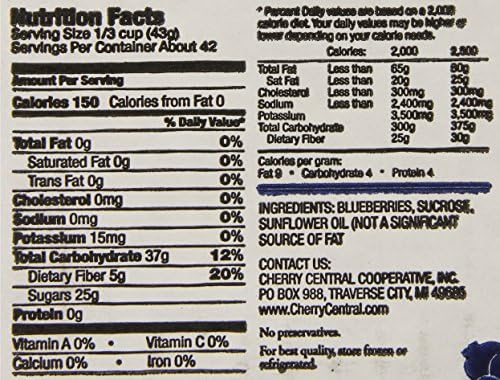 Nutrition Facts
Serving Size 1/3 cup (43g)
Servings Per Container About 42
Amount Per Serving
Calories 150 Calories from Fat 0
% Daily Value*
Total Fat 0g 0%
Saturated Fat 0g 0%
Trans Fat 0g 0%
Cholesterol 0mg 0%
Sodium 0mg 0%
Potassium 15mg 0%
Total Carbohydrate 37g 12%
Dietary Fiber 5g 20%
Sugars 25g
Protein 0g
Vitamin A 0% • Vitamin C 0%
Calcium 0% • Iron 0%
* Percent Daily values are based on a 2,000
calorie diet. Your daily values may be higher or
lower depending on your calorie needs.
Calories: 2,000 2,500
Total Fat Less than 65g 80g
Sat Fat Less than 20g 25g
Cholesterol Less than 300mg 300mg
Sodium Less than 2,400mg 2,400mg
Potassium 3,500mg 3,500mg
Total Carbohydrate 300g 375g
Dietary Fiber 25g 30g
Calories per gram:
Fat 9 • Carbohydrate 4 • Protein 4
INGREDIENTS: BLUEBERRIES, SUCROSE,
SUNFLOWER OIL (NOT A SIGNIFICANT
SOURCE OF FAT
CONTACT US:
CHERRY CENTRAL COOPERATIVE, INC.
PO BOX 988, TRAVERSE CITY, MI 49685
www.CherryCentral.com
No preservatives.
For best quality, store frozen or
refrigerated.